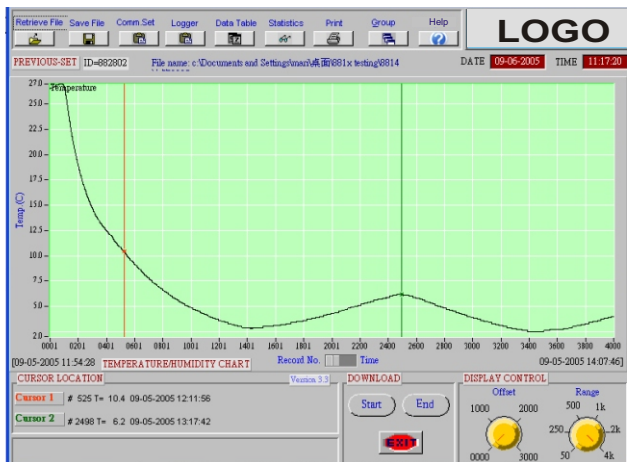 Retrieve File Save File Comm.Set Logger Data Table Statistics Print Group Help
LOGO
PREVIOUS-SET ID=882802 File name: c:\Documents and Settings\mari\桌面\881x testing\8814
DATE 09-06-2005 TIME 11:17:20
Temperature
Temp.(C)
27.0
25.0
22.5
20.0
17.5
15.0
12.5
10.0
7.5
5.0
2.0
0001 0201 0401 0601 0801 1001 1201 1401 1601 1801 2001 2200 2400 2600 2800 3000 3200 3400 3600 3800 4000
[09-05-2005 11:54:28 TEMPERATURE/HUMIDITY CHART Record No. Time 09-05-2005 14:07:46]
CURSOR LOCATION Version 3.3
Cursor 1 # 525 T= 10.4 09-05-2005 12:11:56
Cursor 2 # 2498 T= 6.2 09-05-2005 13:17:42
DOWNLOAD
Start End
EXIT
DISPLAY CONTROL
Offset
1000 2000
0000 3000
Range
500 1k
250 2k
50 4k